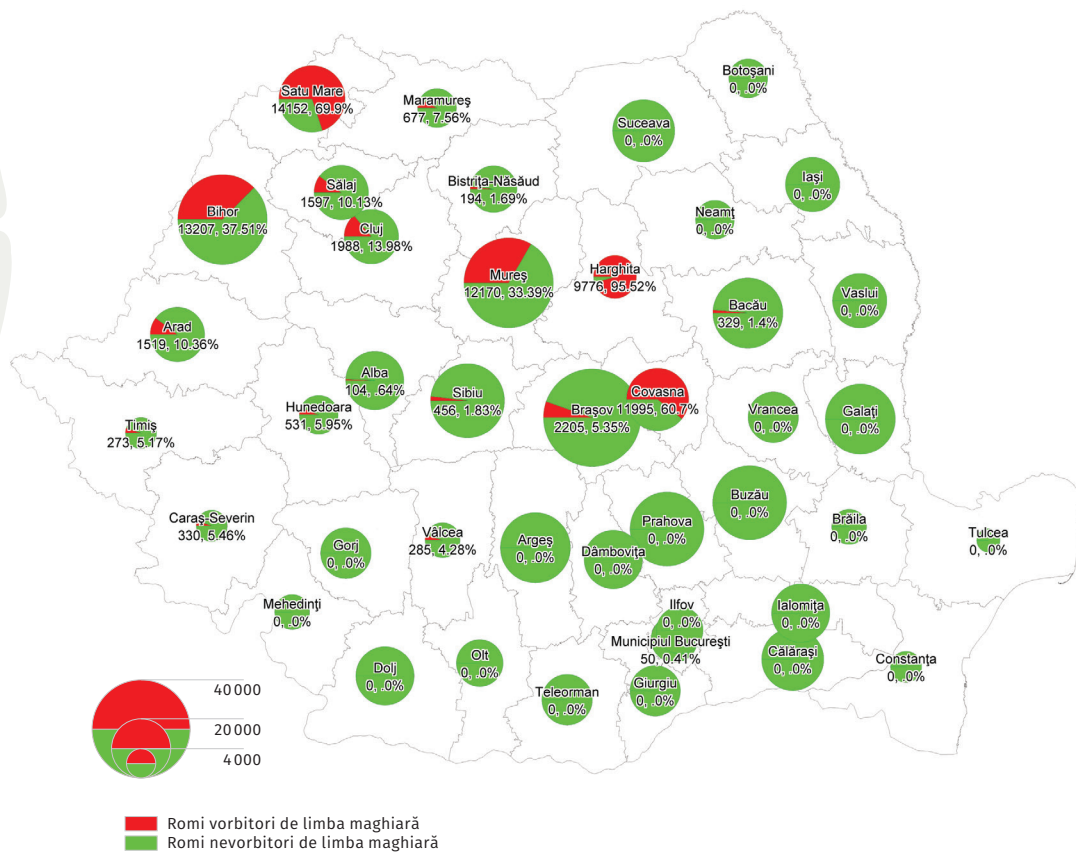 Botoşani
0, .0%
Satu Mare
14152, 69.9%
Maramureş
677, 7.56%
Suceava
0, .0%
Iaşi
0, .0%
Sălaj
1597, 10.13%
Bistriţa-Năsăud
194, 1.69%
Bihor
13207, 37.51%
Cluj
1988, 13.98%
Neamţ
0, .0%
Mureş
12170, 33.39%
Harghita
9776, 95.52%
Bacău
329, 1.4%
Vaslui
0, .0%
Arad
1519, 10.36%
Alba
104, .64%
Sibiu
456, 1.83%
Covasna
11995, 60.7%
Braşov
2205, 5.35%
Hunedoara
531, 5.95%
Vrancea
0, .0%
Galaţi
0, .0%
Timiş
273, 5.17%
Caraş-Severin
330, 5.46%
Gorj
0, .0%
Vâlcea
285, 4.28%
Argeş
0, .0%
Dâmboviţa
0, .0%
Prahova
0, .0%
Buzău
0, .0%
Brăila
0, .0%
Tulcea
0, .0%
Mehedinţi
0, .0%
Ilfov
0, .0%
Municipiul Bucureşti
50, 0.41%
Ialomiţa
0, .0%
Călăraşi
0, .0%
Constanţa
0, .0%
Dolj
0, .0%
Olt
0, .0%
Teleorman
0, .0%
Giurgiu
0, .0%
40 000
20 000
4 000
Romi vorbitori de limba maghiară
Romi nevorbitori de limba maghiară